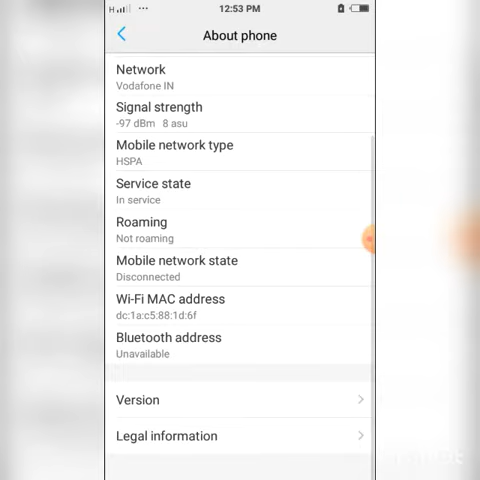 H
12:53 PM
About phone
Network
Vodafone IN
Signal strength
-97 dBm 8 asu
Mobile network type
HSPA
Service state
In service
Roaming
Not roaming
Mobile network state
Disconnected
Wi-Fi MAC address
dc:1a:c5:88:1d:6f
Bluetooth address
Unavailable
Version
Legal information